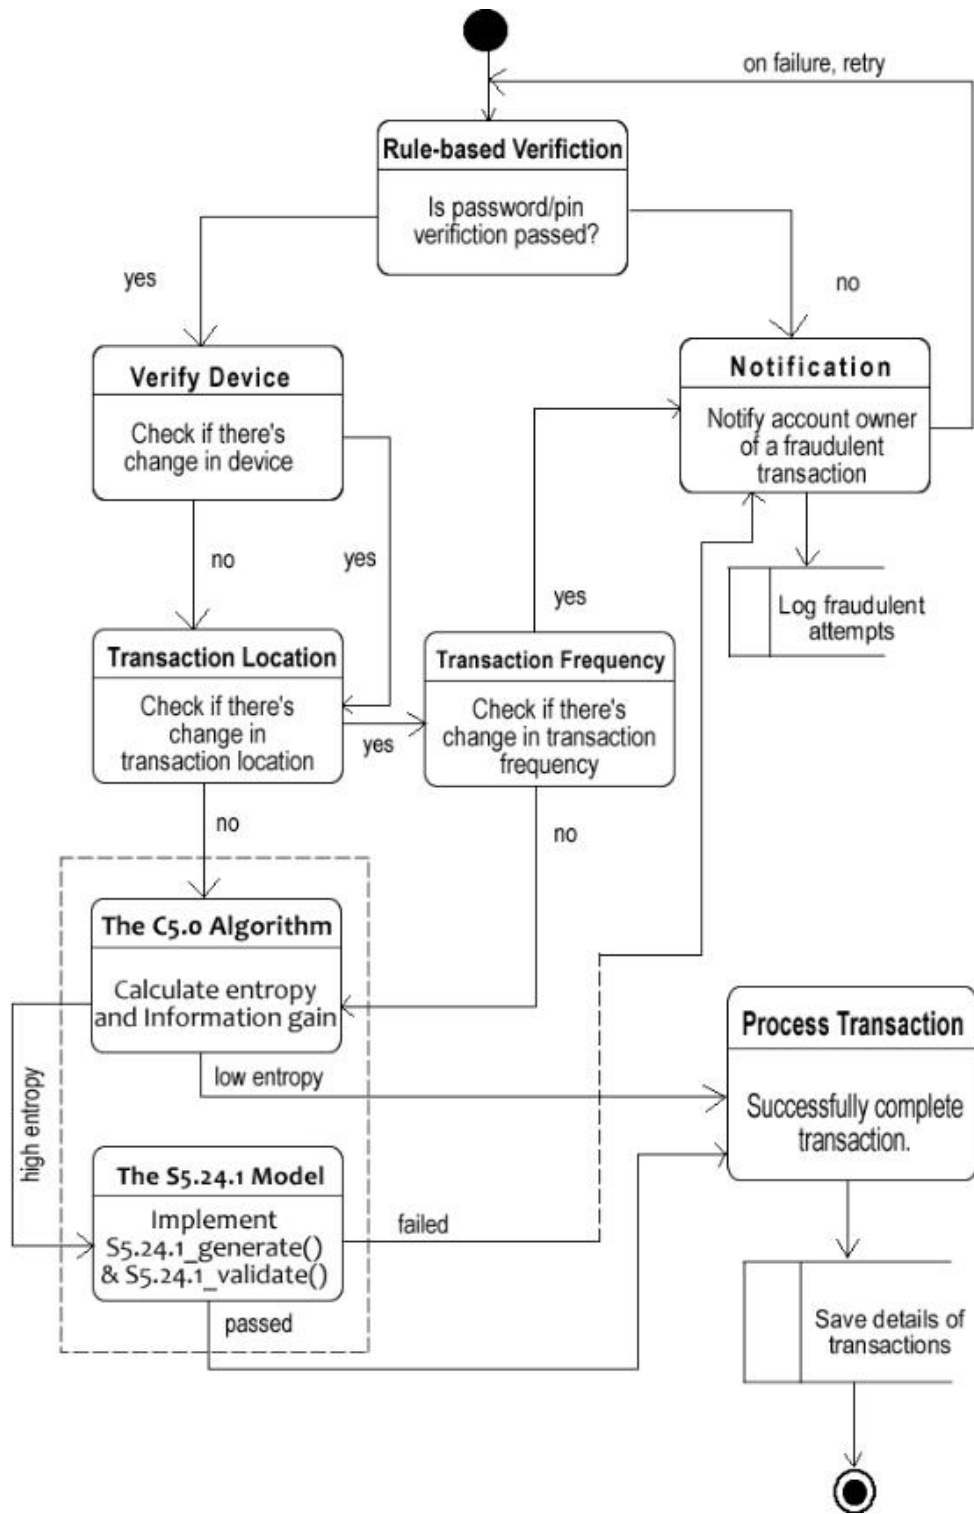 on failure, retry
Rule-based Verifiction
Is password/pin
verifiction passed?
yes
no
Verify Device
Check if there's
change in device
Notification
Notify account owner
of a fraudulent
transaction
no
yes
yes
Log fraudulent
attempts
Transaction Location
Check if there's
change in
transaction location
yes
Transaction Frequency
Check if there's
change in transaction
frequency
no
no
The C5.0 Algorithm
Calculate entropy
and Information gain
low entropy
high entropy
Process Transaction
Successfully complete
transaction.
The S5.24.1 Model
Implement
S5.24.1_generate()
& S5.24.1_validate()
failed
passed
Save details of
transactions